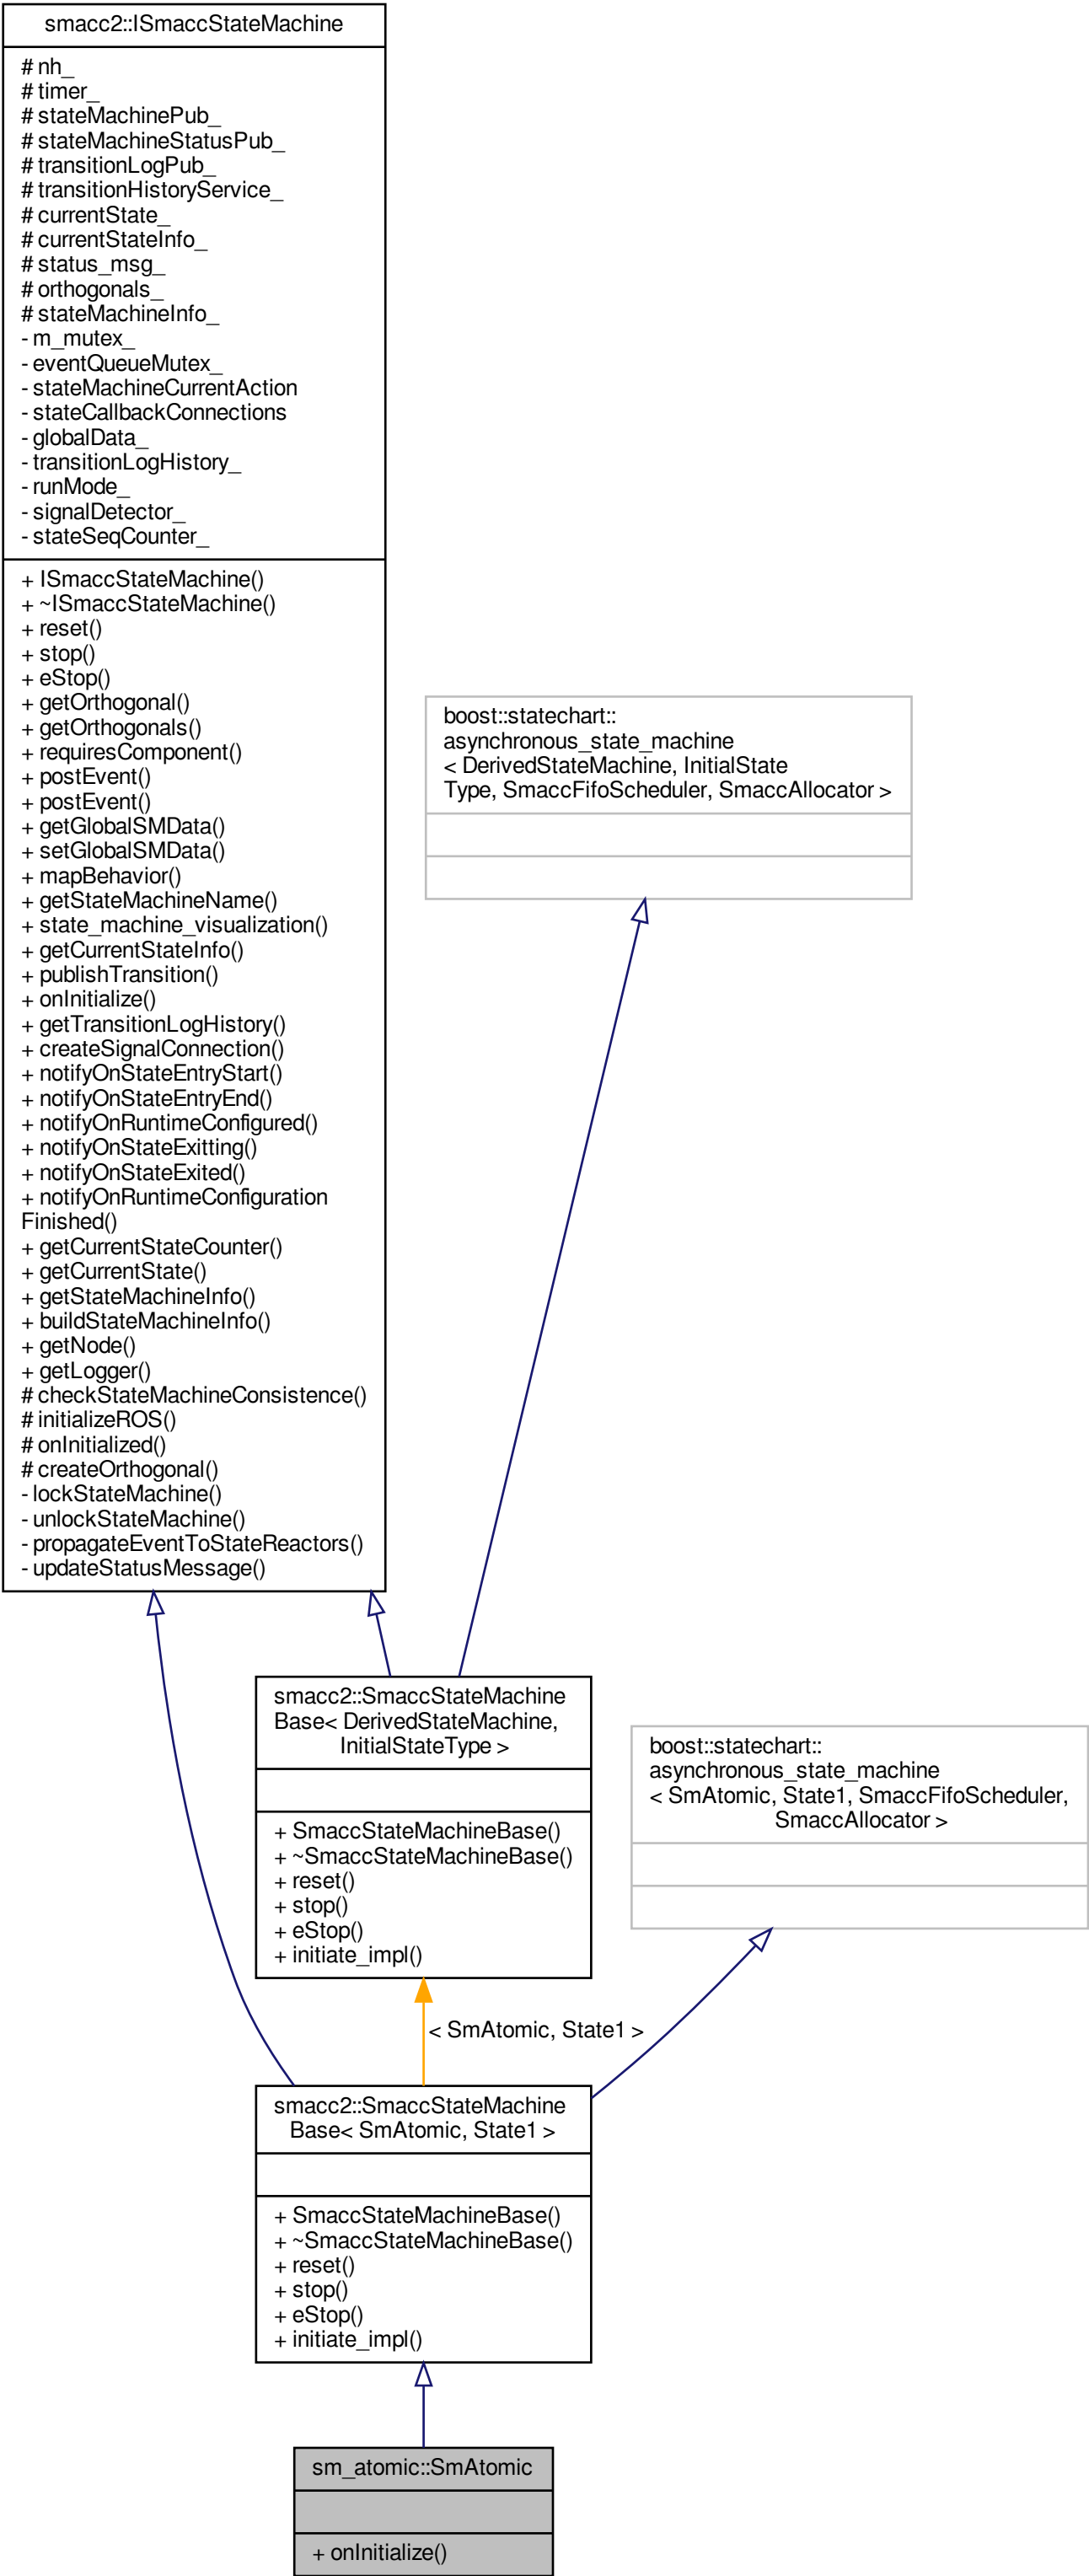 smacc2::ISmaccStateMachine
# nh_
# timer_
# stateMachinePub_
# stateMachineStatusPub_
# transitionLogPub_
# transitionHistoryService_
# currentState_
# currentStateInfo_
# status_msg_
# orthogonals_
# stateMachineInfo_
- m_mutex_
- eventQueueMutex_
- stateMachineCurrentAction
- stateCallbackConnections
- globalData_
- transitionLogHistory_
- runMode_
- signalDetector_
- stateSeqCounter_
+ ISmaccStateMachine()
+ ~ISmaccStateMachine()
+ reset()
+ stop()
+ eStop()
+ getOrthogonal()
+ getOrthogonals()
+ requiresComponent()
+ postEvent()
+ postEvent()
+ getGlobalSMData()
+ setGlobalSMData()
+ mapBehavior()
+ getStateMachineName()
+ state_machine_visualization()
+ getCurrentStateInfo()
+ publishTransition()
+ onInitialize()
+ getTransitionLogHistory()
+ createSignalConnection()
+ notifyOnStateEntryStart()
+ notifyOnStateEntryEnd()
+ notifyOnRuntimeConfigured()
+ notifyOnStateExitting()
+ notifyOnStateExited()
+ notifyOnRuntimeConfiguration
Finished()
+ getCurrentStateCounter()
+ getCurrentState()
+ getStateMachineInfo()
+ buildStateMachineInfo()
+ getNode()
+ getLogger()
# checkStateMachineConsistence()
# initializeROS()
# onInitialized()
# createOrthogonal()
- lockStateMachine()
- unlockStateMachine()
- propagateEventToStateReactors()
- updateStatusMessage()
boost::statechart::
asynchronous_state_machine
< DerivedStateMachine, InitialState
Type, SmaccFifoScheduler, SmaccAllocator >
smacc2::SmaccStateMachine
Base< DerivedStateMachine,
InitialStateType >
+ SmaccStateMachineBase()
+ ~SmaccStateMachineBase()
+ reset()
+ stop()
+ eStop()
+ initiate_impl()
boost::statechart::
asynchronous_state_machine
< SmAtomic, State1, SmaccFifoScheduler,
SmaccAllocator >
< SmAtomic, State1 >
smacc2::SmaccStateMachine
Base< SmAtomic, State1 >
+ SmaccStateMachineBase()
+ ~SmaccStateMachineBase()
+ reset()
+ stop()
+ eStop()
+ initiate_impl()
sm_atomic::SmAtomic
+ onInitialize()